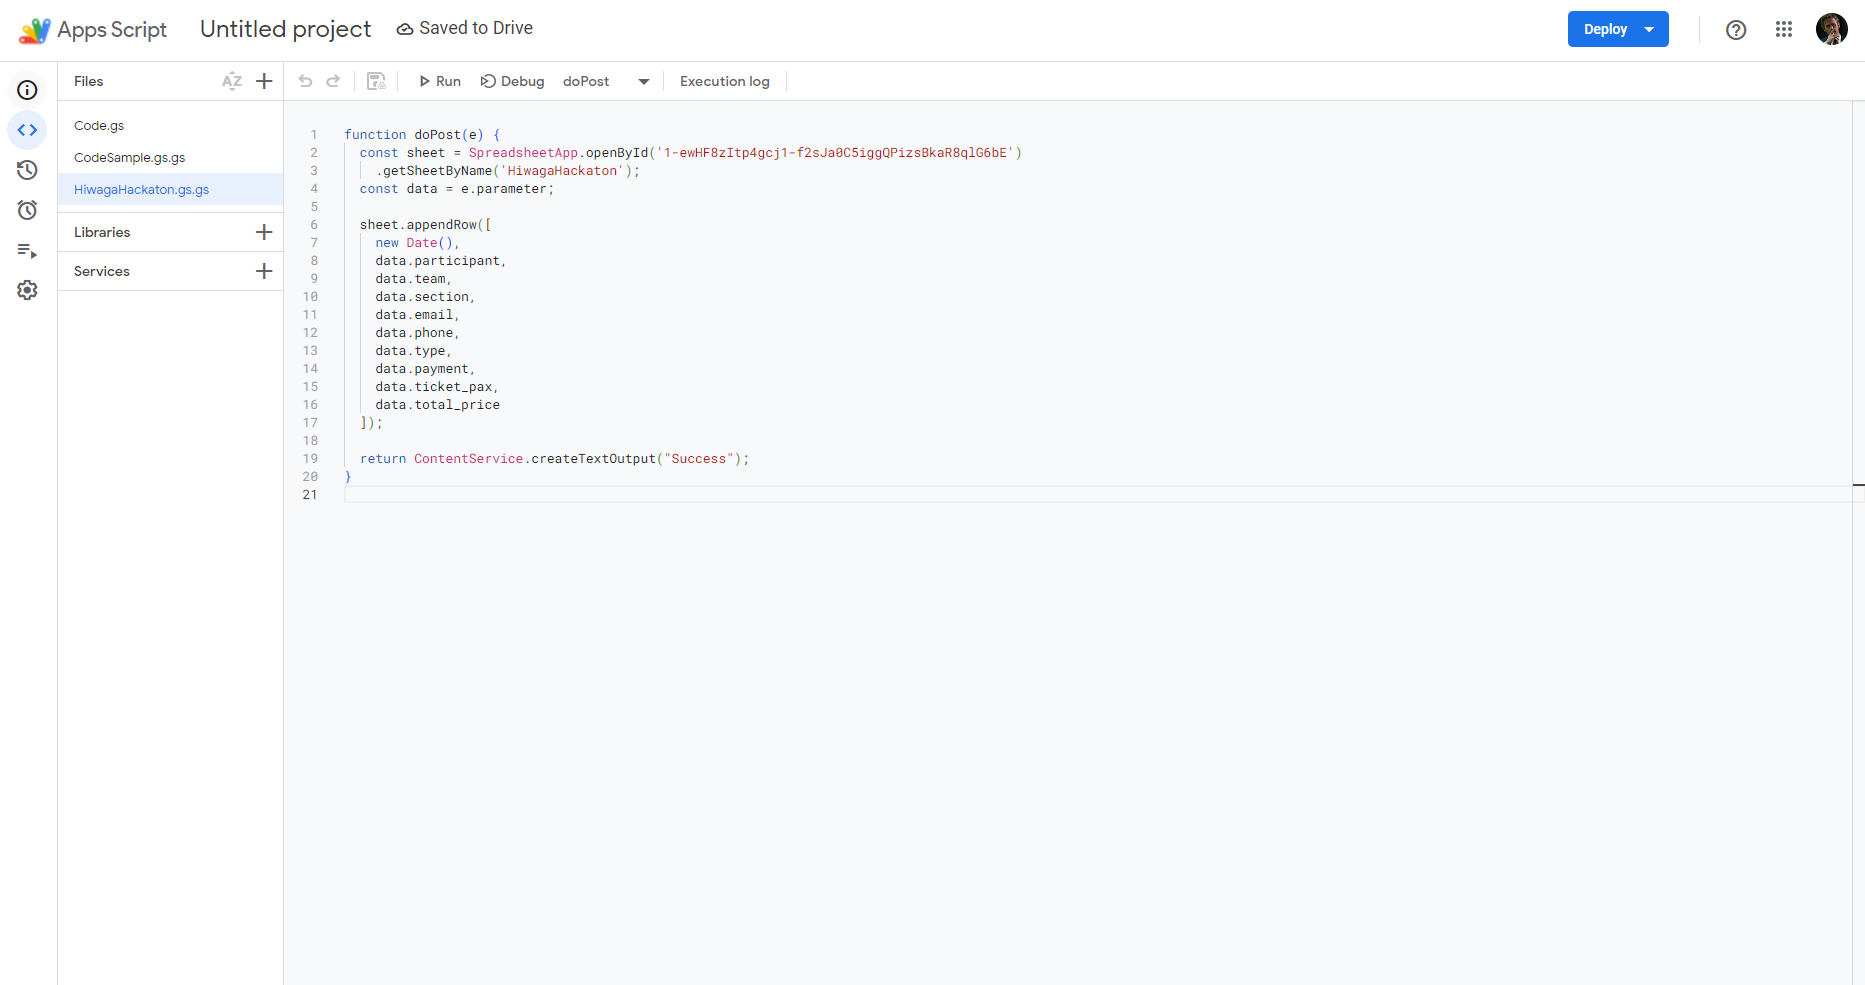 Apps Script
Untitled project
Saved to Drive
Deploy
Files
AZ
Run
Debug
doPost
Execution log
Code.gs
CodeSample.gs.gs
HiwagaHackaton.gs.gs
Libraries
Services
1 function doPost(e) {
2 const sheet = SpreadsheetApp.openById('1-ewHF8zItp4gcj1-f2sJa0C5iggQPizsBkaR8qlG6bE')
3 .getSheetByName('HiwagaHackaton');
4 const data = e.parameter;
5
6 sheet.appendRow([
7 new Date(),
8 data.participant,
9 data.team,
10 data.section,
11 data.email,
12 data.phone,
13 data.type,
14 data.payment,
15 data.ticket_pax,
16 data.total_price
17 ]);
18
19 return ContentService.createTextOutput("Success");
20 }
21